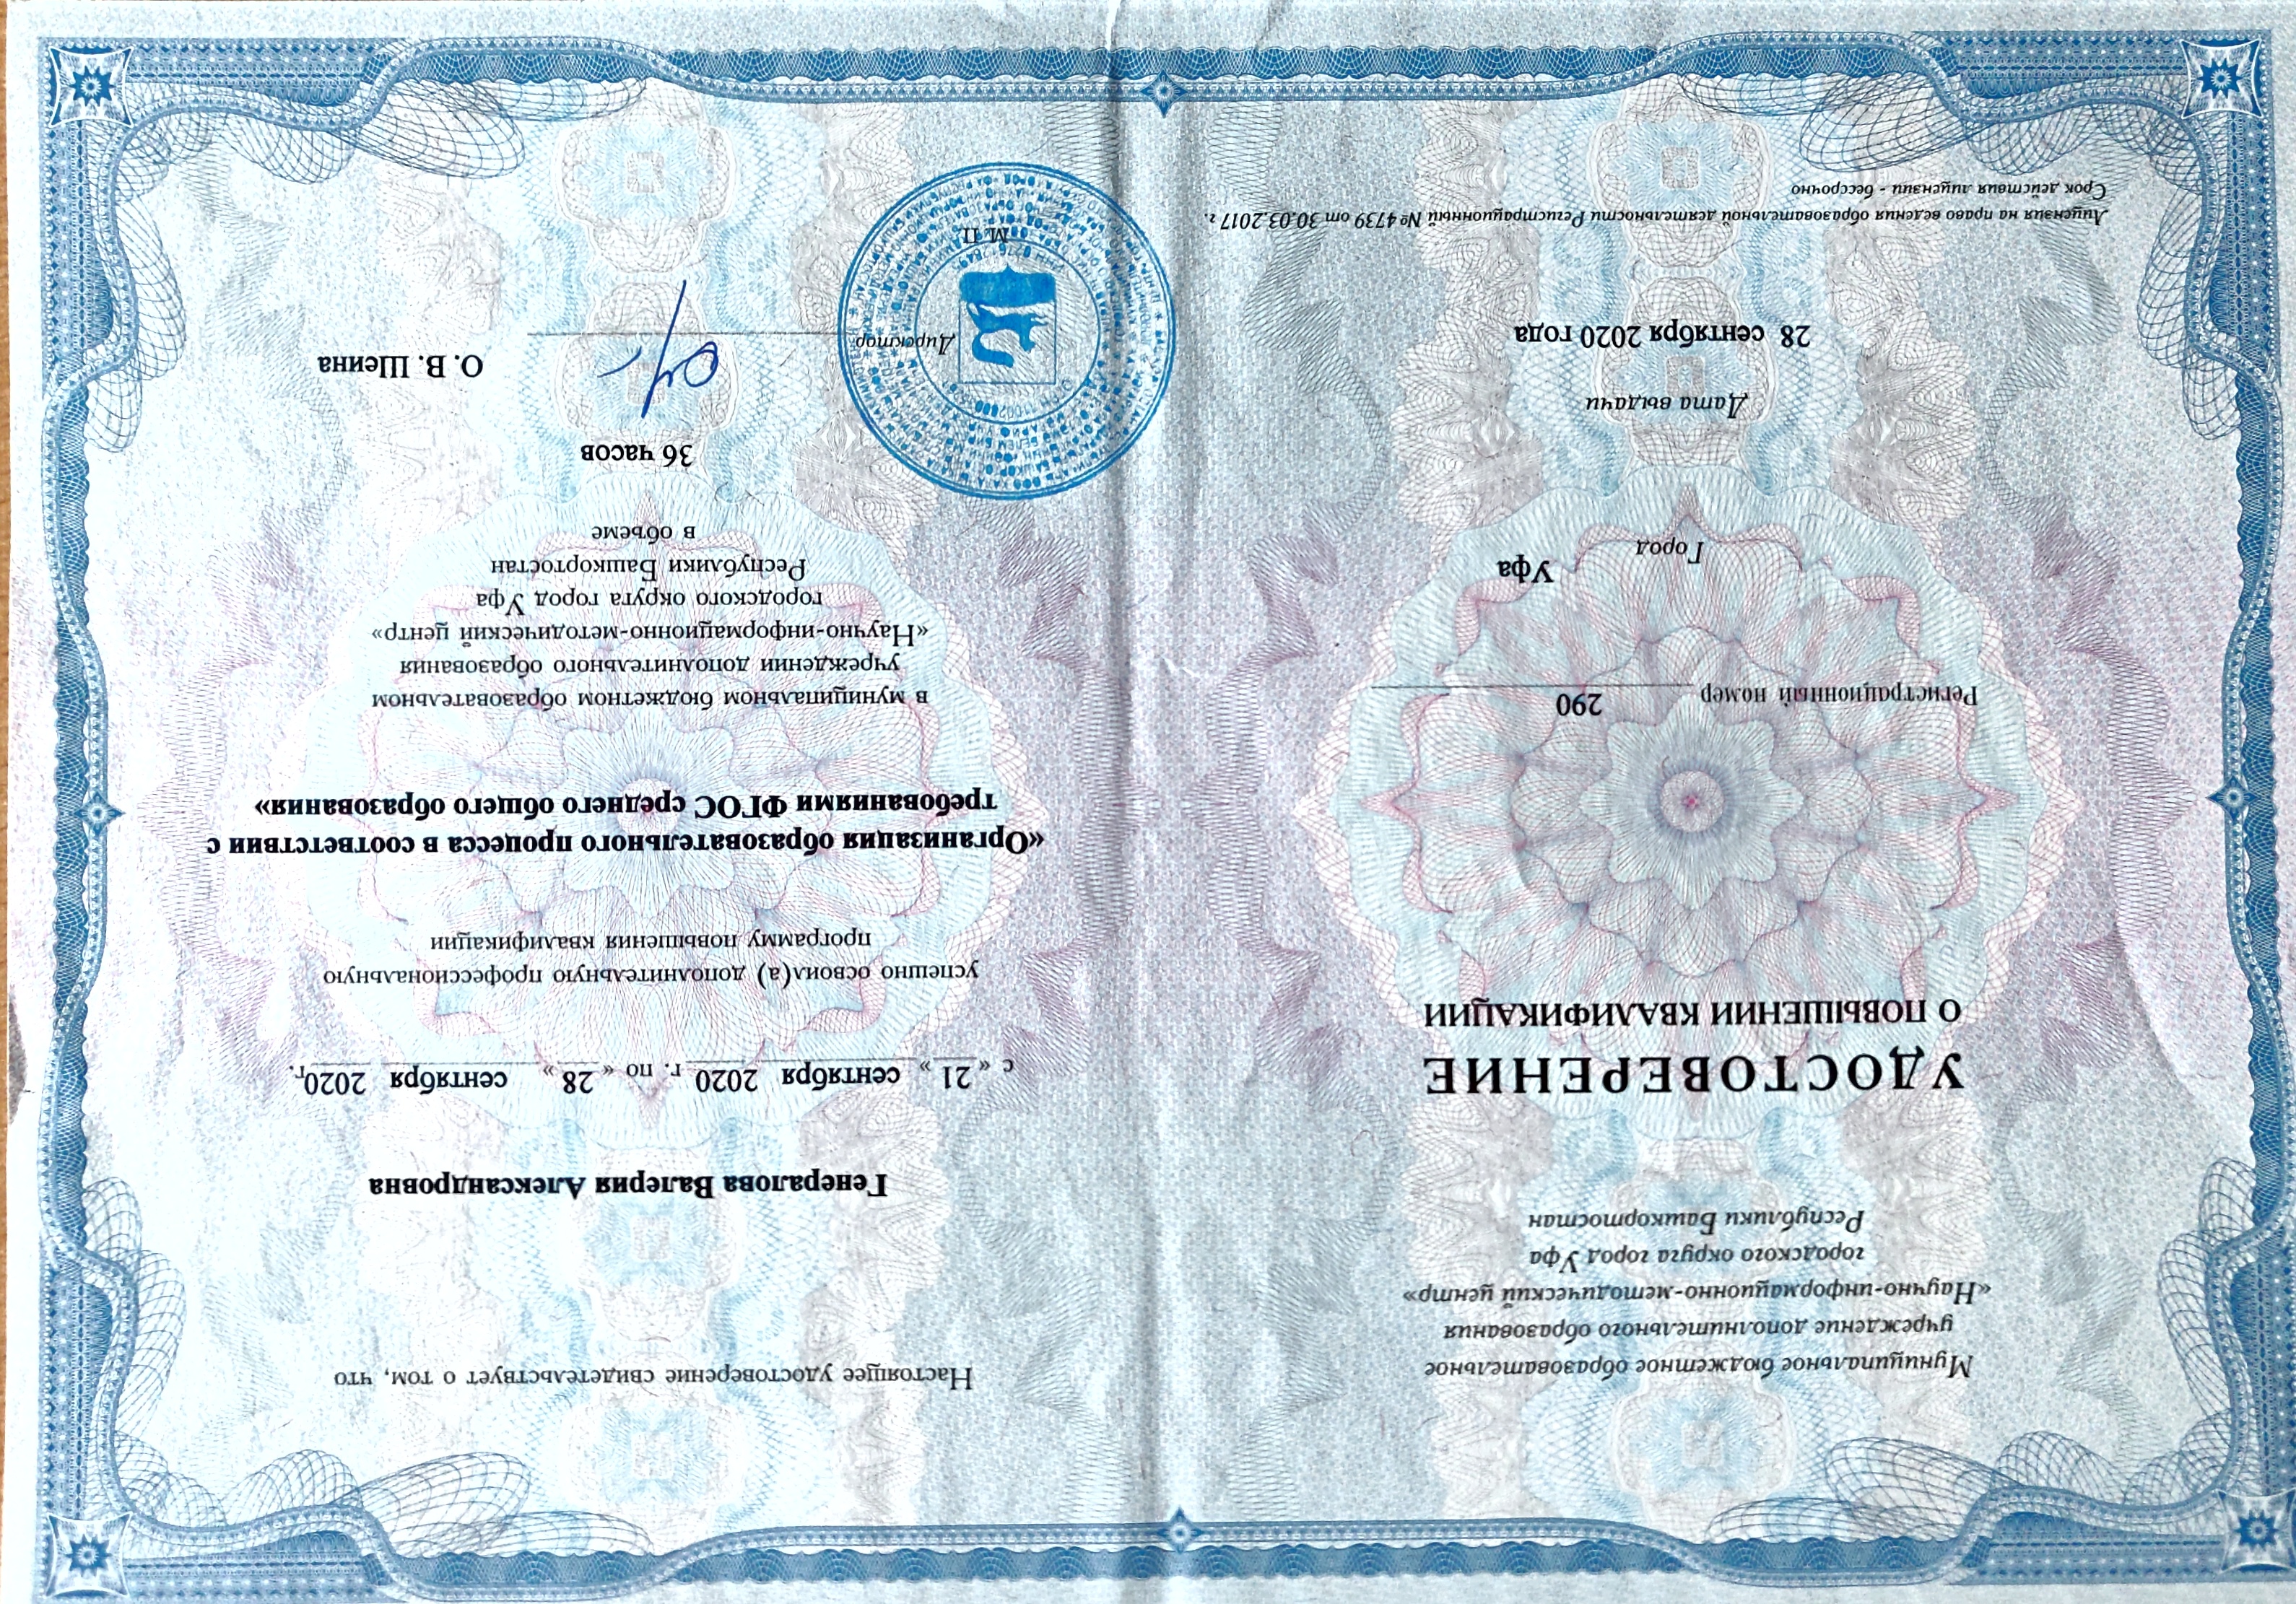 Муниципальное бюджетное образовательное
учреждение дополнительного образования
«Научно-информационно-методический центр»
городского округа город Уфа
Республики Башкортостан
УДОСТОВЕРЕНИЕ
О ПОВЫШЕНИИ КВАЛИФИКАЦИИ
Регистрационный номер 290
Город Уфа
Дата выдачи
28 сентября 2020 года
Лицензия на право ведения образовательной деятельности Регистрационный № 4739 от 30.03.2017 г.
Срок действия лицензии - бессрочно
Настоящее удостоверение свидетельствует о том, что
Генералова Валерия Александровна
с «21» сентября 2020 г. по «28» сентября 2020г.
успешно освоил(а) дополнительную профессиональную
программу повышения квалификации
«Организация образовательного процесса в соответствии с
требованиями ФГОС среднего общего образования»
в муниципальном бюджетном образовательном
учреждении дополнительного образования
«Научно-информационно-методический центр»
городского округа город Уфа
Республики Башкортостан
в объеме
36 часов
Директор О. В. Шеина
М. П.